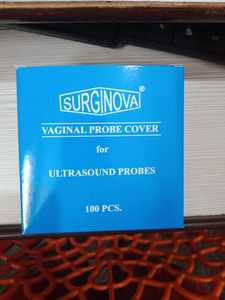 SURGINOVA®
VAGINAL PROBE COVER
for
ULTRASOUND PROBES
100 PCS.